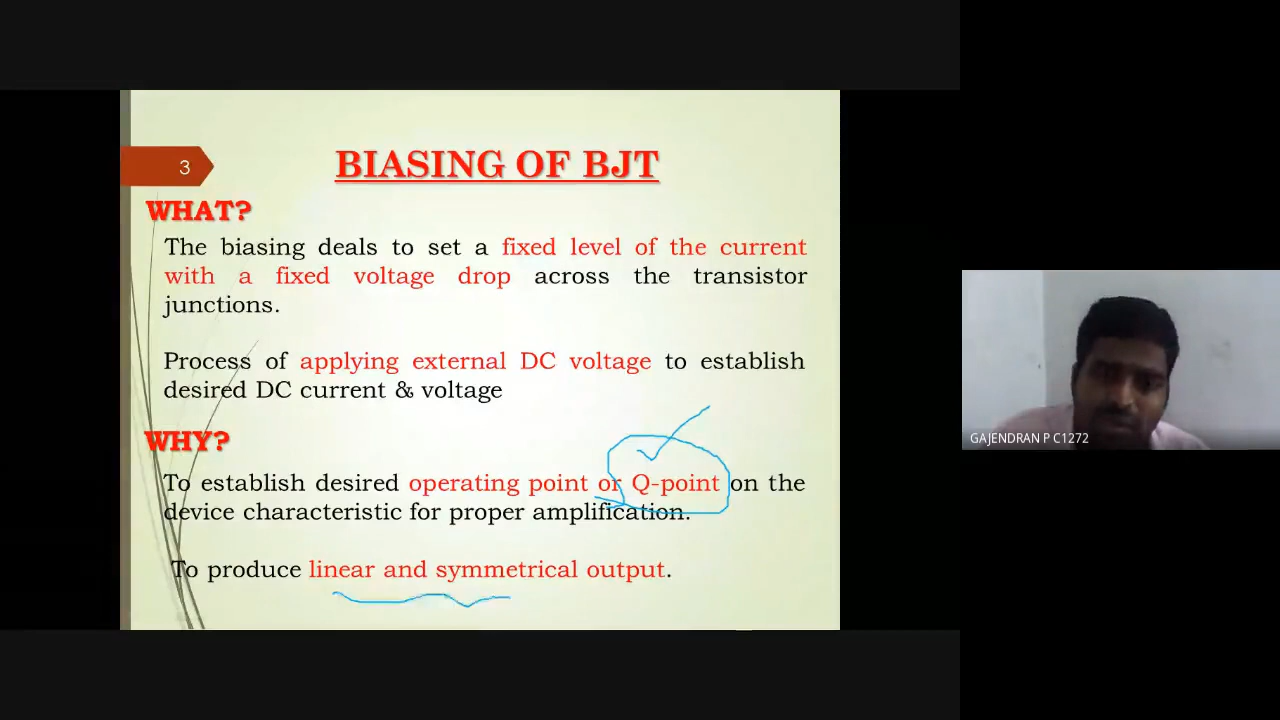 3
BIASING OF BJT
WHAT?
The biasing deals to set a fixed level of the current
with a fixed voltage drop across the transistor
junctions.
Process of applying external DC voltage to establish
desired DC current & voltage
WHY?
To establish desired operating point or Q-point on the
device characteristic for proper amplification.
To produce linear and symmetrical output.
GAJENDRAN P C1272